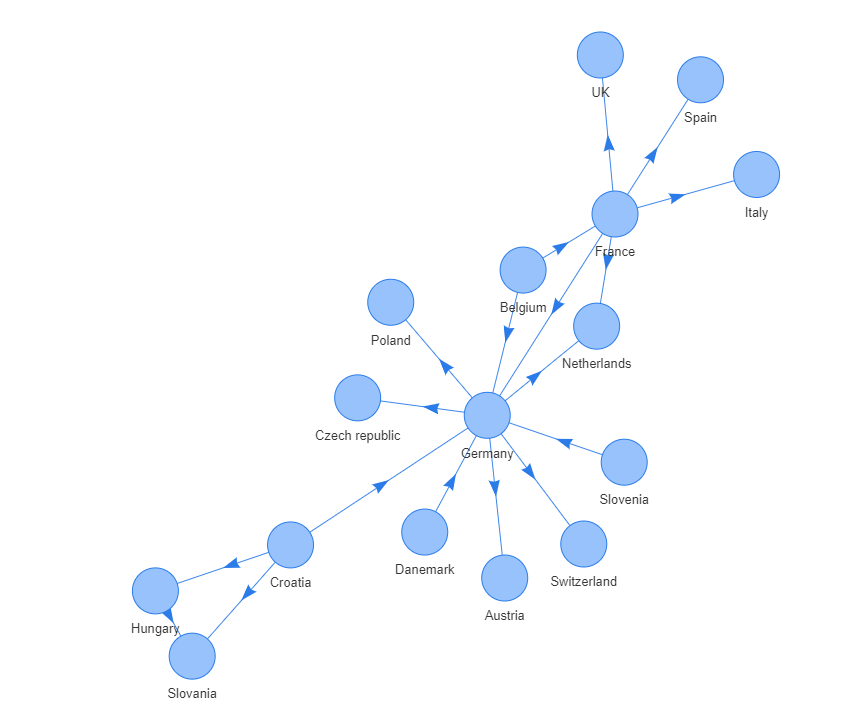 UK
Spain
Italy
France
Belgium
Poland
Netherlands
Czech republic
Germany
Slovenia
Danemark
Switzerland
Croatia
Austria
Hungary
Slovania